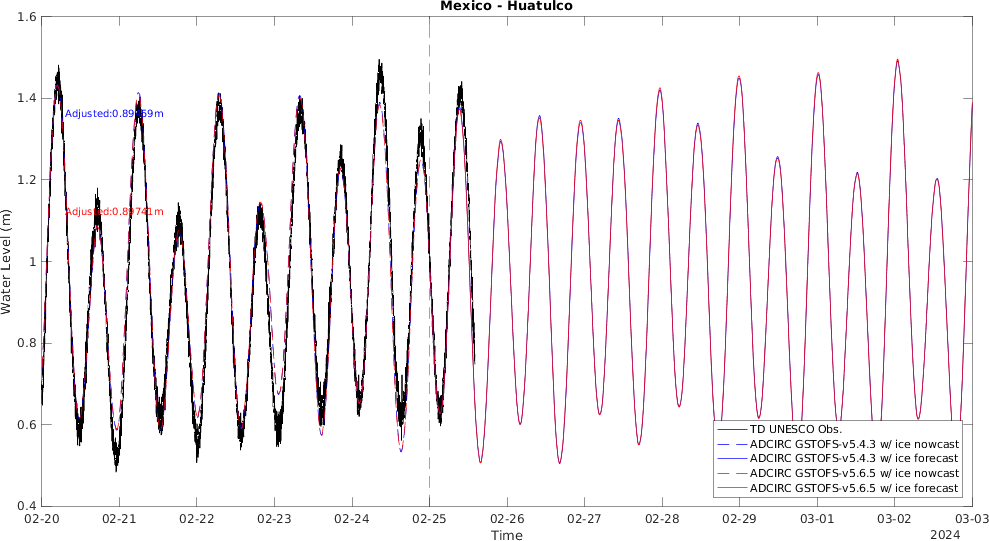 Mexico - Huatulco
1.6
1.4
1.2
1
0.8
0.6
0.4
Water Level (m)
Adjusted:0.89741m
02-20
02-21
02-22
02-23
02-24
02-25
02-26
02-27
02-28
02-29
03-01
03-02
03-03
Time
2024
TD UNESCO Obs.
ADCIRC GSTOFS-v5.4.3 w/ ice nowcast
ADCIRC GSTOFS-v5.4.3 w/ ice forecast
ADCIRC GSTOFS-v5.6.5 w/ ice nowcast
ADCIRC GSTOFS-v5.6.5 w/ ice forecast